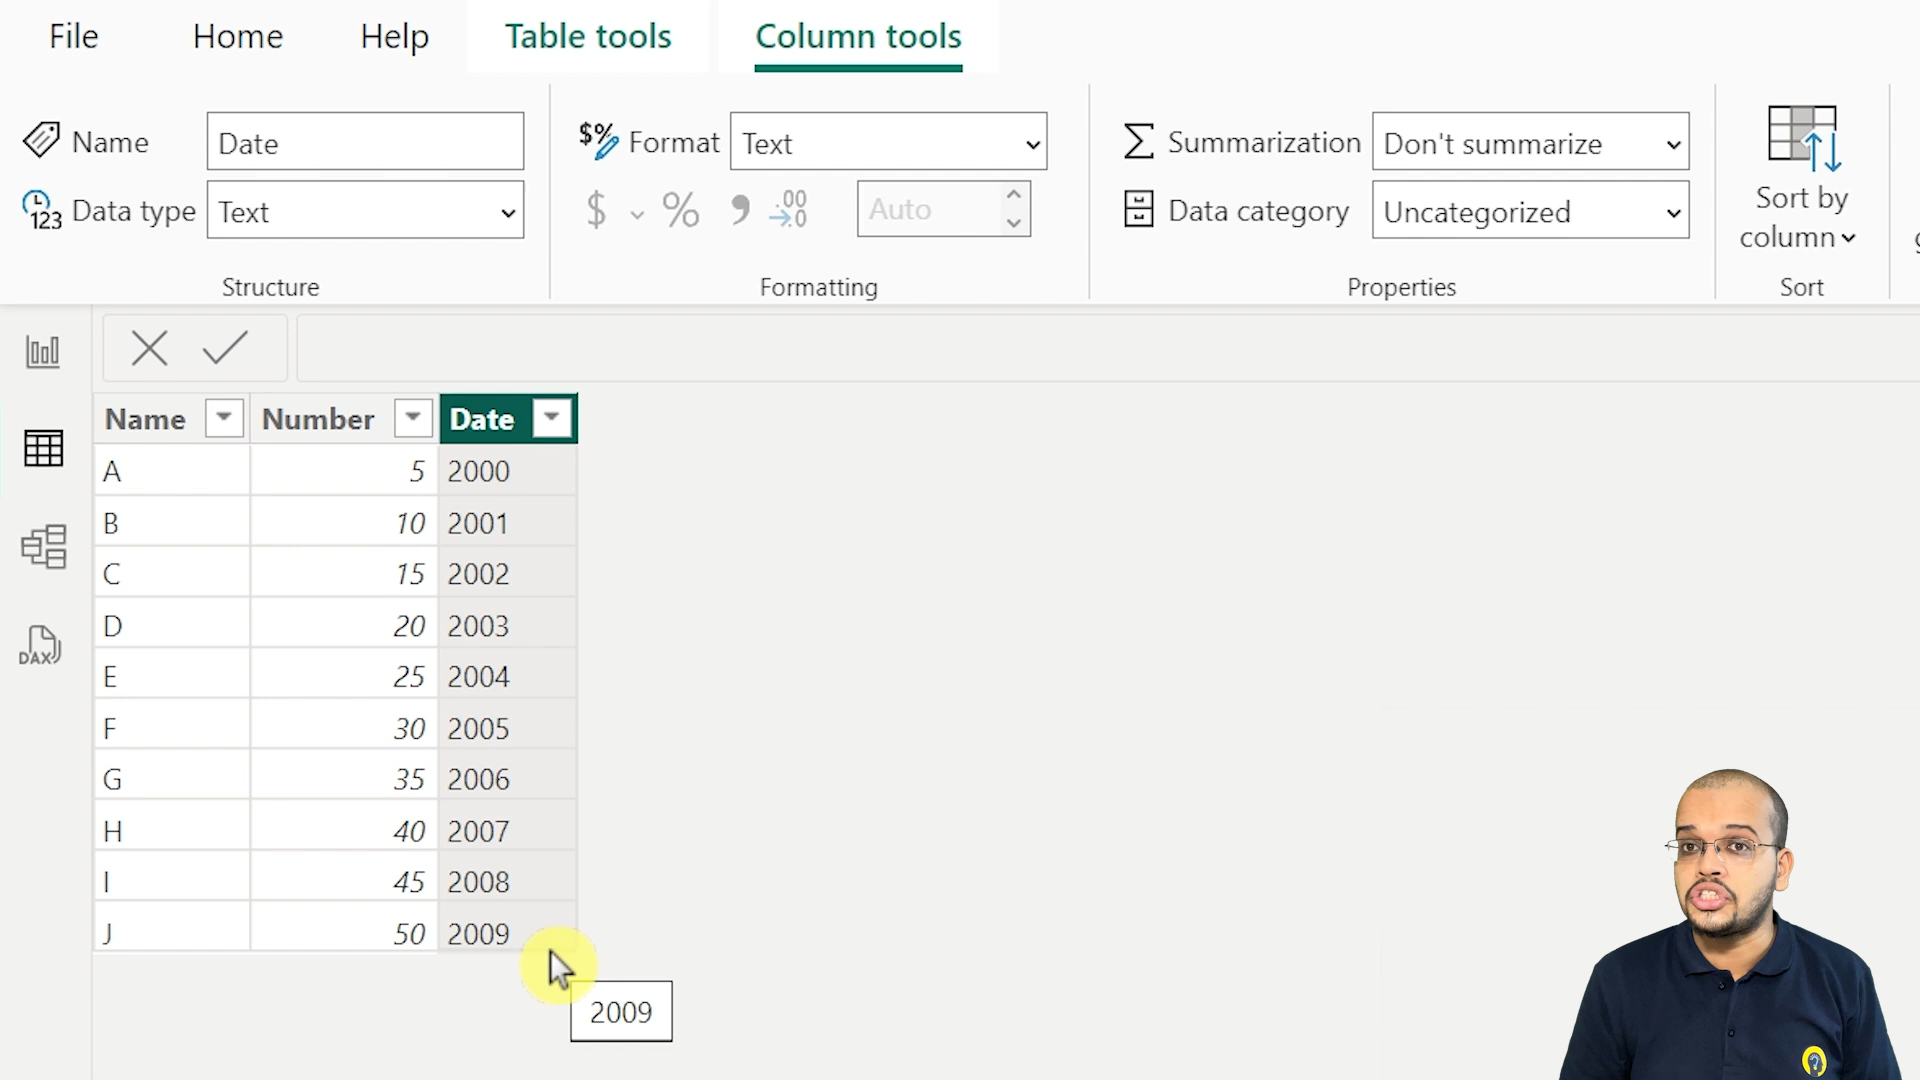 File Home Help Table tools Column tools
Name Date $% Format Text Summarization Don't summarize
123 Data type Text $ % 9 .00 →.0 Auto Data category Uncategorized Sort by column
Structure Formatting Properties Sort
Name Number Date
A 5 2000
B 10 2001
C 15 2002
D 20 2003
E 25 2004
F 30 2005
G 35 2006
H 40 2007
I 45 2008
J 50 2009
2009
DAX